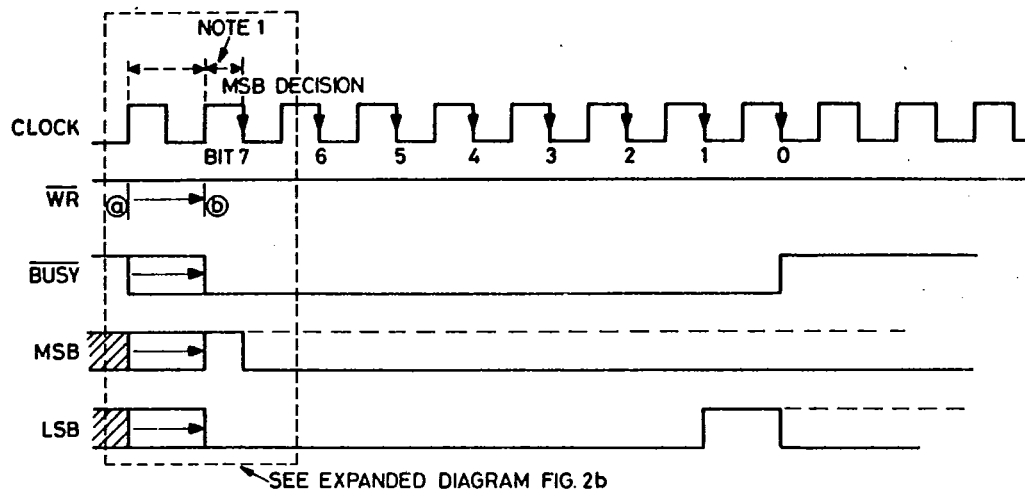 NOTE 1
MSB DECISION
CLOCK
BIT 7 6 5 4 3 2 1 0
WR
ⓐ ⓑ
BUSY
MSB
LSB
SEE EXPANDED DIAGRAM FIG. 2b